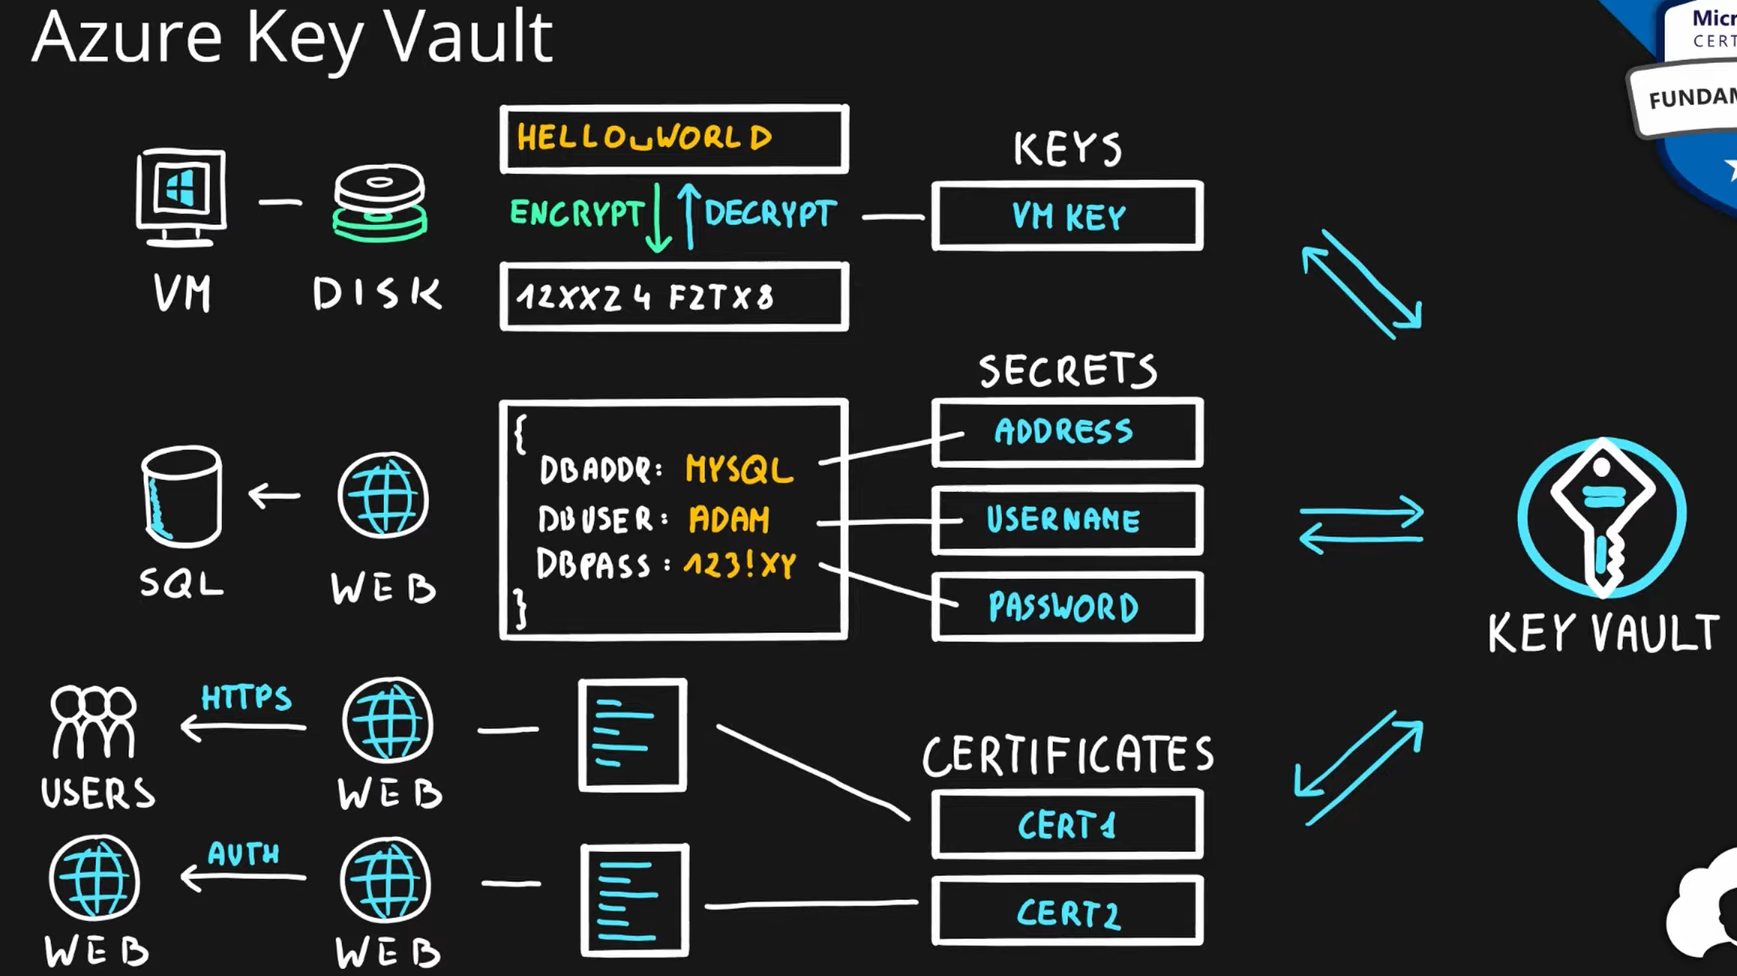 Azure Key Vault
Micr
CERT
FUNDAM
HELLO␣WORLD
KEYS
ENCRYPT DECRYPT
VM KEY
VM
DISK
12XXZ4 F2TX8
SECRETS
{
ADDRESS
DBADDR: MYSQL
DBUSER: ADAM
USERNAME
DBPASS: 123!XY
}
PASSWORD
SQL
WEB
KEY VAULT
HTTPS
USERS
WEB
CERTIFICATES
CERT1
AUTH
WEB
WEB
CERT2